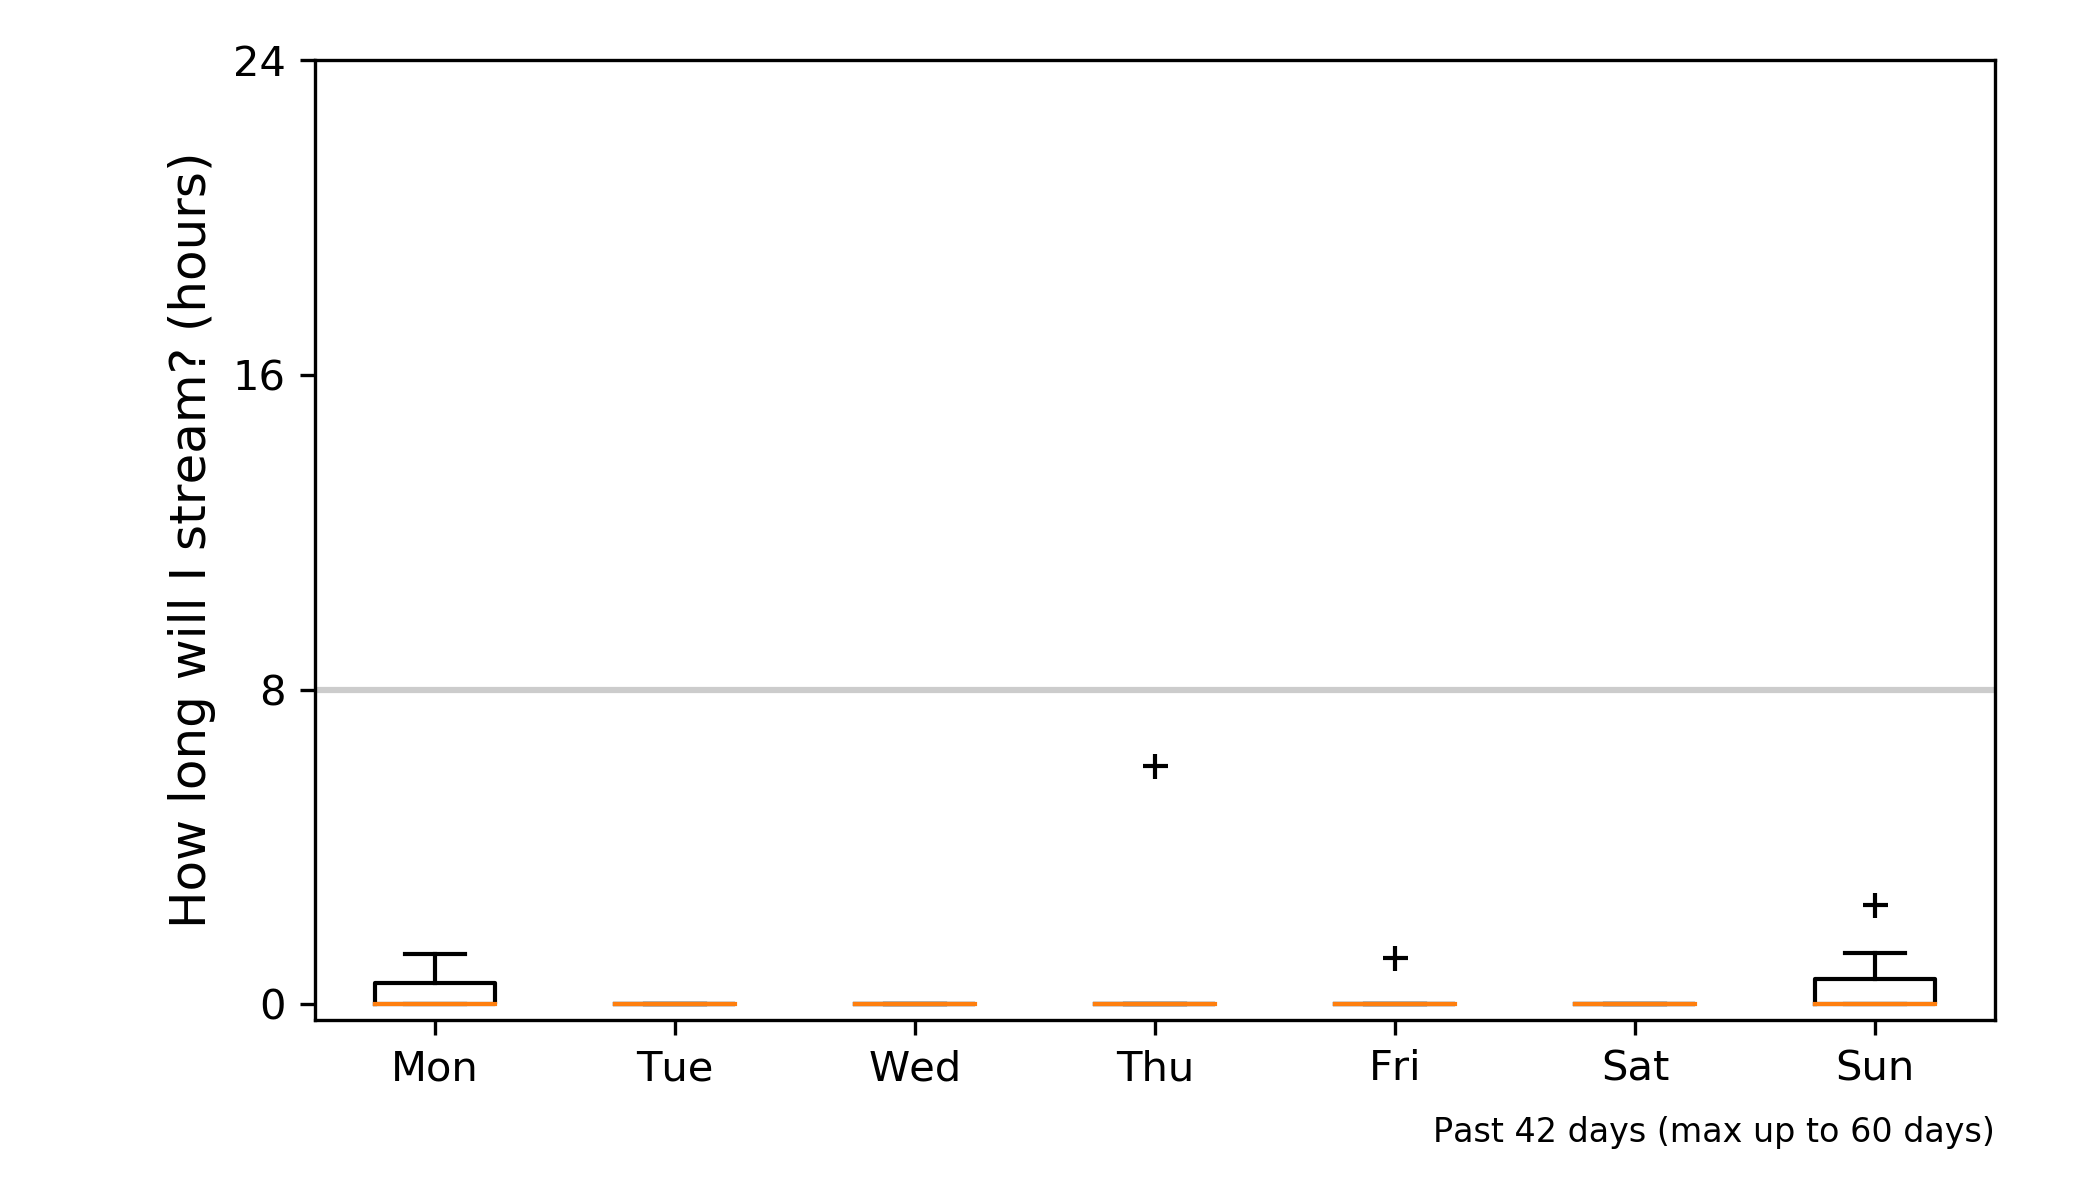 How long will I stream? (hours)
24
16
8
0
Mon Tue Wed Thu Fri Sat Sun
Past 42 days (max up to 60 days)